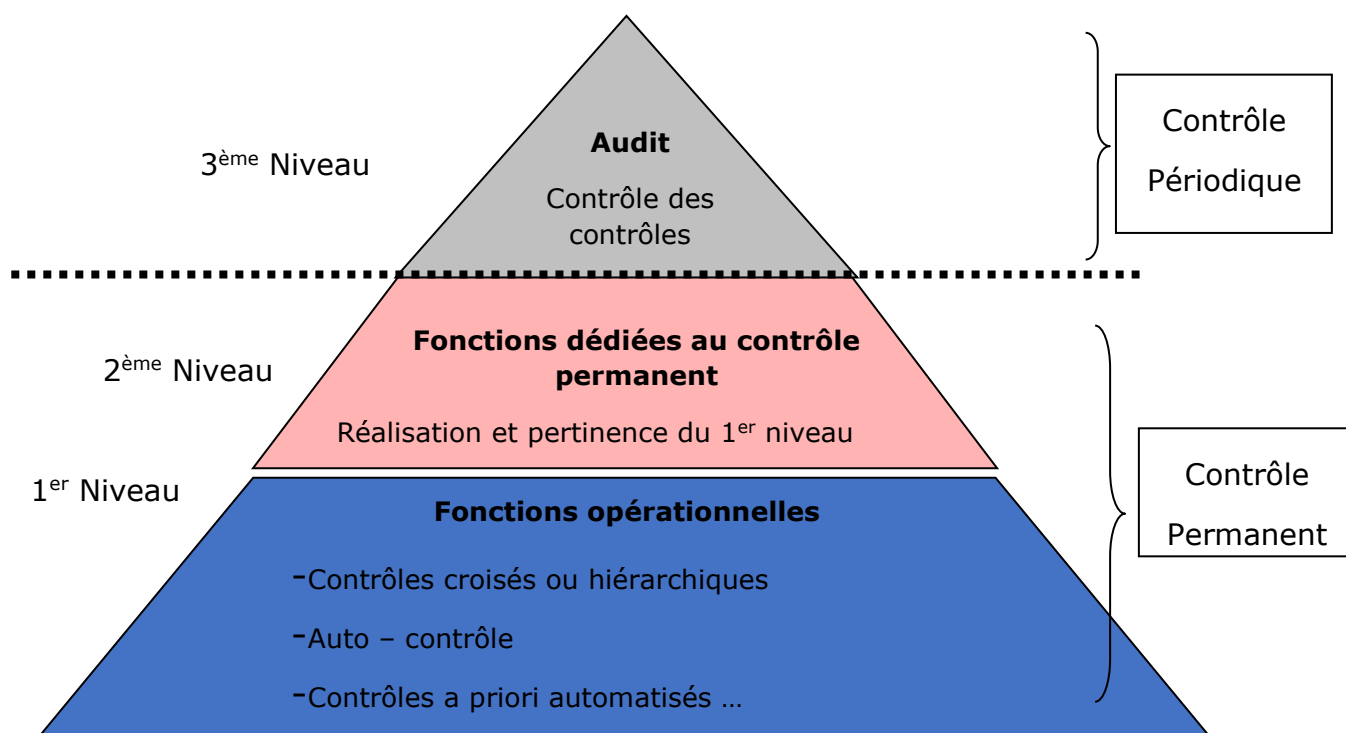 Audit
Contrôle des
contrôles
3ème Niveau
Contrôle
Périodique
Fonctions dédiées au contrôle
permanent
Réalisation et pertinence du 1er niveau
2ème Niveau
1er Niveau
Fonctions opérationnelles
-Contrôles croisés ou hiérarchiques
-Auto – contrôle
-Contrôles a priori automatisés …
Contrôle
Permanent